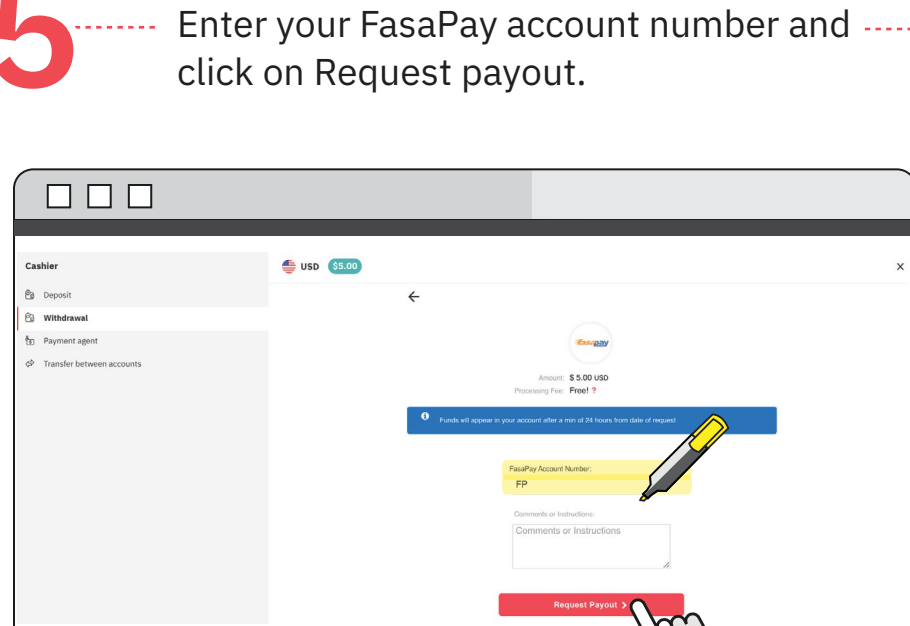 5
Enter your FasaPay account number and
click on Request payout.
Cashier
USD $5.00
×
Deposit
Withdrawal
Payment agent
Transfer between accounts
Fasapay
Amount: $ 5.00 USD
Processing Fee: Free! ?
Funds will appear in your account after a min of 24 hours from date of request
FasaPay Account Number:
FP
Comments or Instructions:
Comments or Instructions
Request Payout >